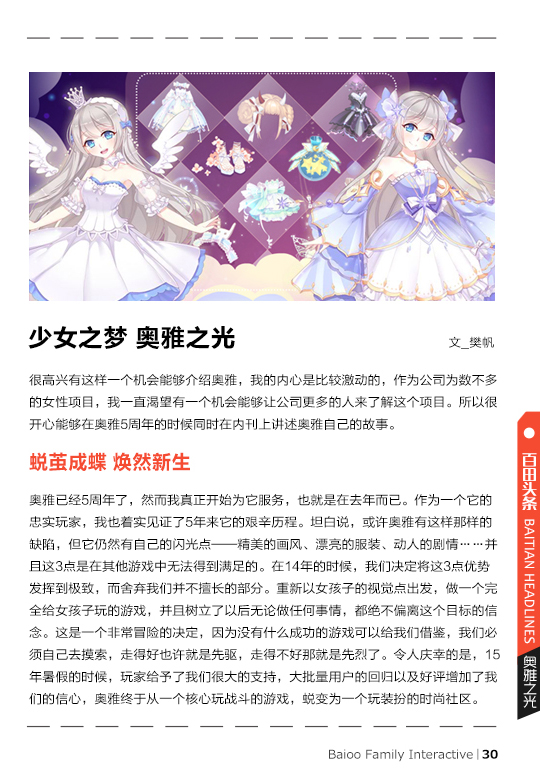 少女之梦 奥雅之光
文_樊帆
很高兴有这样一个机会能够介绍奥雅，我的内心是比较激动的，作为公司为数不多
的女性项目，我一直渴望有一个机会能够让公司更多的人来了解这个项目。所以很
开心能够在奥雅5周年的时候同时在内刊上讲述奥雅自己的故事。
蜕茧成蝶 焕然新生
奥雅已经5周年了，然而我真正开始为它服务，也就是在去年而已。作为一个它的
忠实玩家，我也着实见证了5年来它的艰辛历程。坦白说，或许奥雅有这样那样的
缺陷，但它仍然有自己的闪光点——精美的画风、漂亮的服装、动人的剧情……并
且这3点是在其他游戏中无法得到满足的。在14年的时候，我们决定将这3点优势
发挥到极致，而舍弃我们并不擅长的部分。重新以女孩子的视觉点出发，做一个完
全给女孩子玩的游戏，并且树立了以后无论做任何事情，都绝不偏离这个目标的信
念。这是一个非常冒险的决定，因为没有什么成功的游戏可以给我们借鉴，我们必
须自己去摸索，走得好也许就是先驱，走得不好那就是先烈了。令人庆幸的是，15
年暑假的时候，玩家给予了我们很大的支持，大批量用户的回归以及好评增加了我
们的信心，奥雅终于从一个核心玩战斗的游戏，蜕变为一个玩装扮的时尚社区。
百田头条 BAITIAN HEADLINES
奥雅之光
Baioo Family Interactive | 30